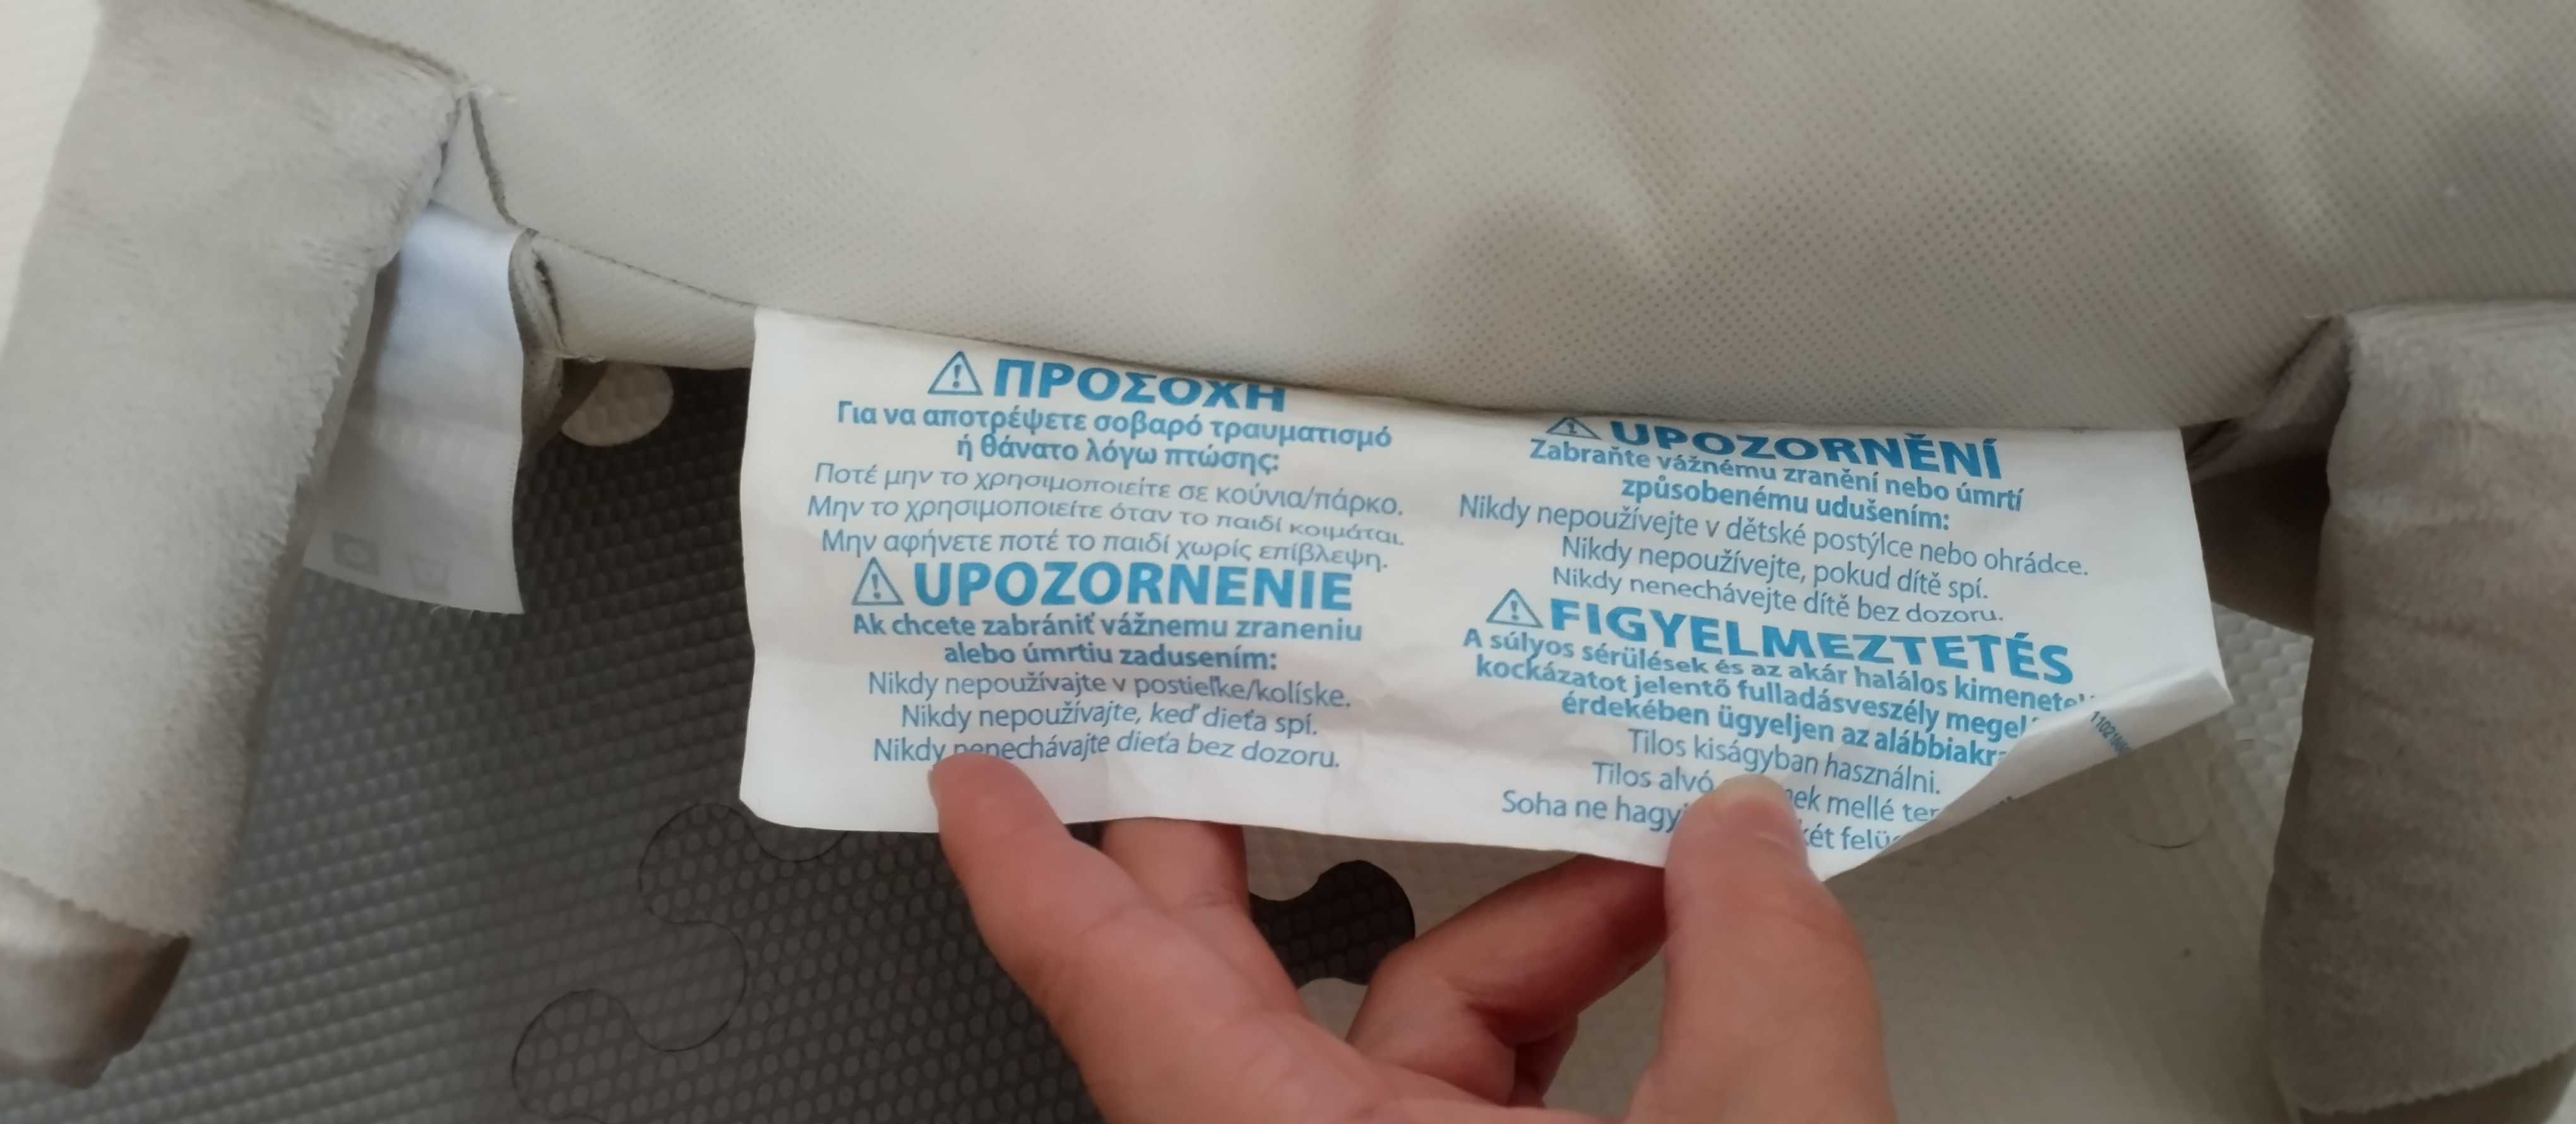 ΠΡΟΣΟΧΗ
Για να αποτρέψετε σοβαρό τραυματισμό
ή θάνατο λόγω πτώσης:
Ποτέ μην το χρησιμοποιείτε σε κούνια/πάρκο.
Μην το χρησιμοποιείτε όταν το παιδί κοιμάται.
Μην αφήνετε ποτέ το παιδί χωρίς επίβλεψη.
UPOZORNENIE
Ak chcete zabrániť vážnemu zraneniu
alebo úmrtiu zadusením:
Nikdy nepoužívajte v postieľke/kolíske.
Nikdy nepoužívajte, keď dieťa spí.
Nikdy nenechávajte dieťa bez dozoru.
UPOZORNĚNÍ
Zabraňte vážnému zranění nebo úmrtí
způsobenému udušením:
Nikdy nepoužívejte v dětské postýlce nebo ohrádce.
Nikdy nepoužívejte, pokud dítě spí.
Nikdy nenechávejte dítě bez dozoru.
FIGYELMEZTETÉS
A súlyos sérülések és az akár halálos
kockázatot jelentő fulladásveszély
érdekében ügyeljen az
Tilos kiságyban használni.
Tilos alvó mellé
Soha ne